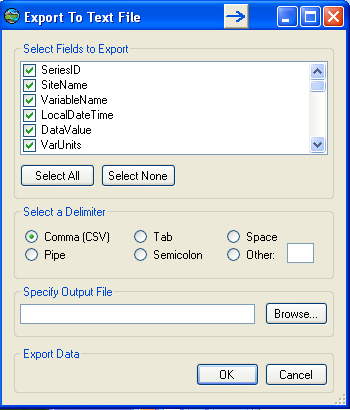 Export To Text File
Select Fields to Export
SeriesID
SiteName
VariableName
LocalDateTime
DataValue
VarUnits
Select All Select None
Select a Delimiter
Comma (CSV) Tab Space
Pipe Semicolon Other:
Specify Output File
Browse...
Export Data
OK Cancel